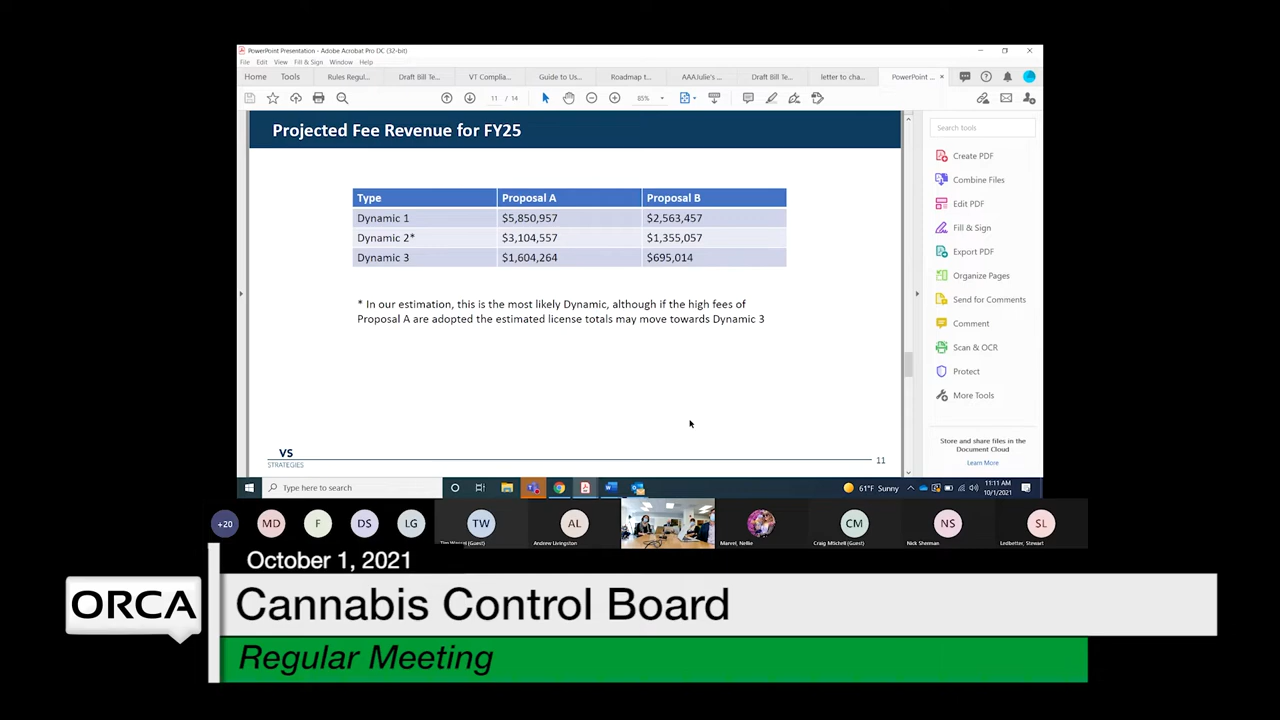 PowerPoint Presentation - Adobe Acrobat Pro DC (32-bit)
File Edit View Fill & Sign Window Help
Home Tools Rules Regul... Draft Bill Te... VT Complia... Guide to Us... Roadmap t... AAAJulie's ... Draft Bill Te... letter to cha... PowerPoint ... ×
11 / 14 85%
Projected Fee Revenue for FY25
Type Proposal A Proposal B
Dynamic 1 $5,850,957 $2,563,457
Dynamic 2* $3,104,557 $1,355,057
Dynamic 3 $1,604,264 $695,014
* In our estimation, this is the most likely Dynamic, although if the high fees of
Proposal A are adopted the estimated license totals may move towards Dynamic 3
VS
STRATEGIES
11
Search tools
Create PDF
Combine Files
Edit PDF
Fill & Sign
Export PDF
Organize Pages
Send for Comments
Comment
Scan & OCR
Protect
More Tools
Store and share files in the
Document Cloud
Learn More
Type here to search
61°F Sunny
11:11 AM
10/1/2021
+20 MD F DS LG TW AL CM NS SL
Andrew Livingston Marvel, Nellie Craig Mitchell (Guest) Nick Sherman Ledbetter, Stewart
October 1, 2021
ORCA
Cannabis Control Board
Regular Meeting